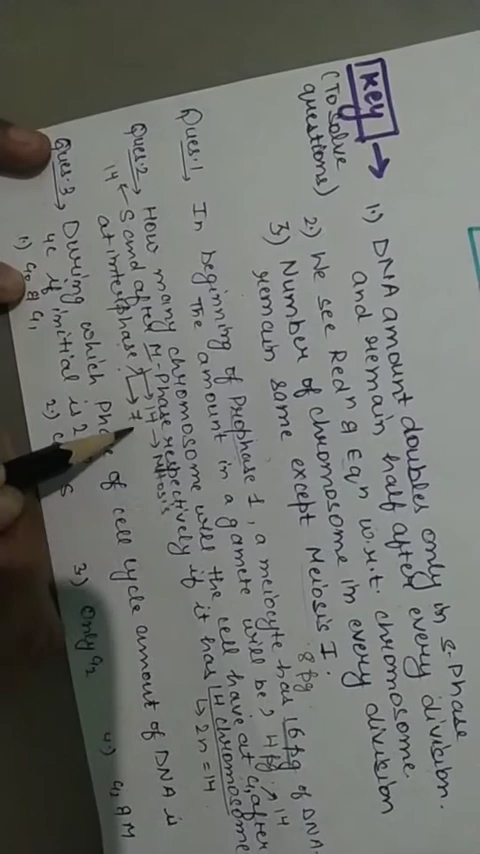 Key →
(To solve
questions)
1.) DNA amount doubles only in S-Phase
and remain half after every division.
2.) We see Redn & Eqn w.r.t. chromosome.
3) Number of chromosome in every division
remain same except Meiosis I.
8 pg.
Ques.1 → In beginning of Prophase 1, a meiocyte has 16 pg of DNA.
The amount in a gamete will be? 4 pg. 14
Ques.2 → How many chromosome will the cell have at G1, after
14 ← S and after M-Phase respectively if it has 14 chromosome
at interphase? 14 → Mitosis ↳ 2n = 14.
↳ 7
Ques.3 → During which phase of cell cycle amount of DNA is
4c if initial is 2
1) G0 & G1 2) S 3) Only G2 4.) G2 & M